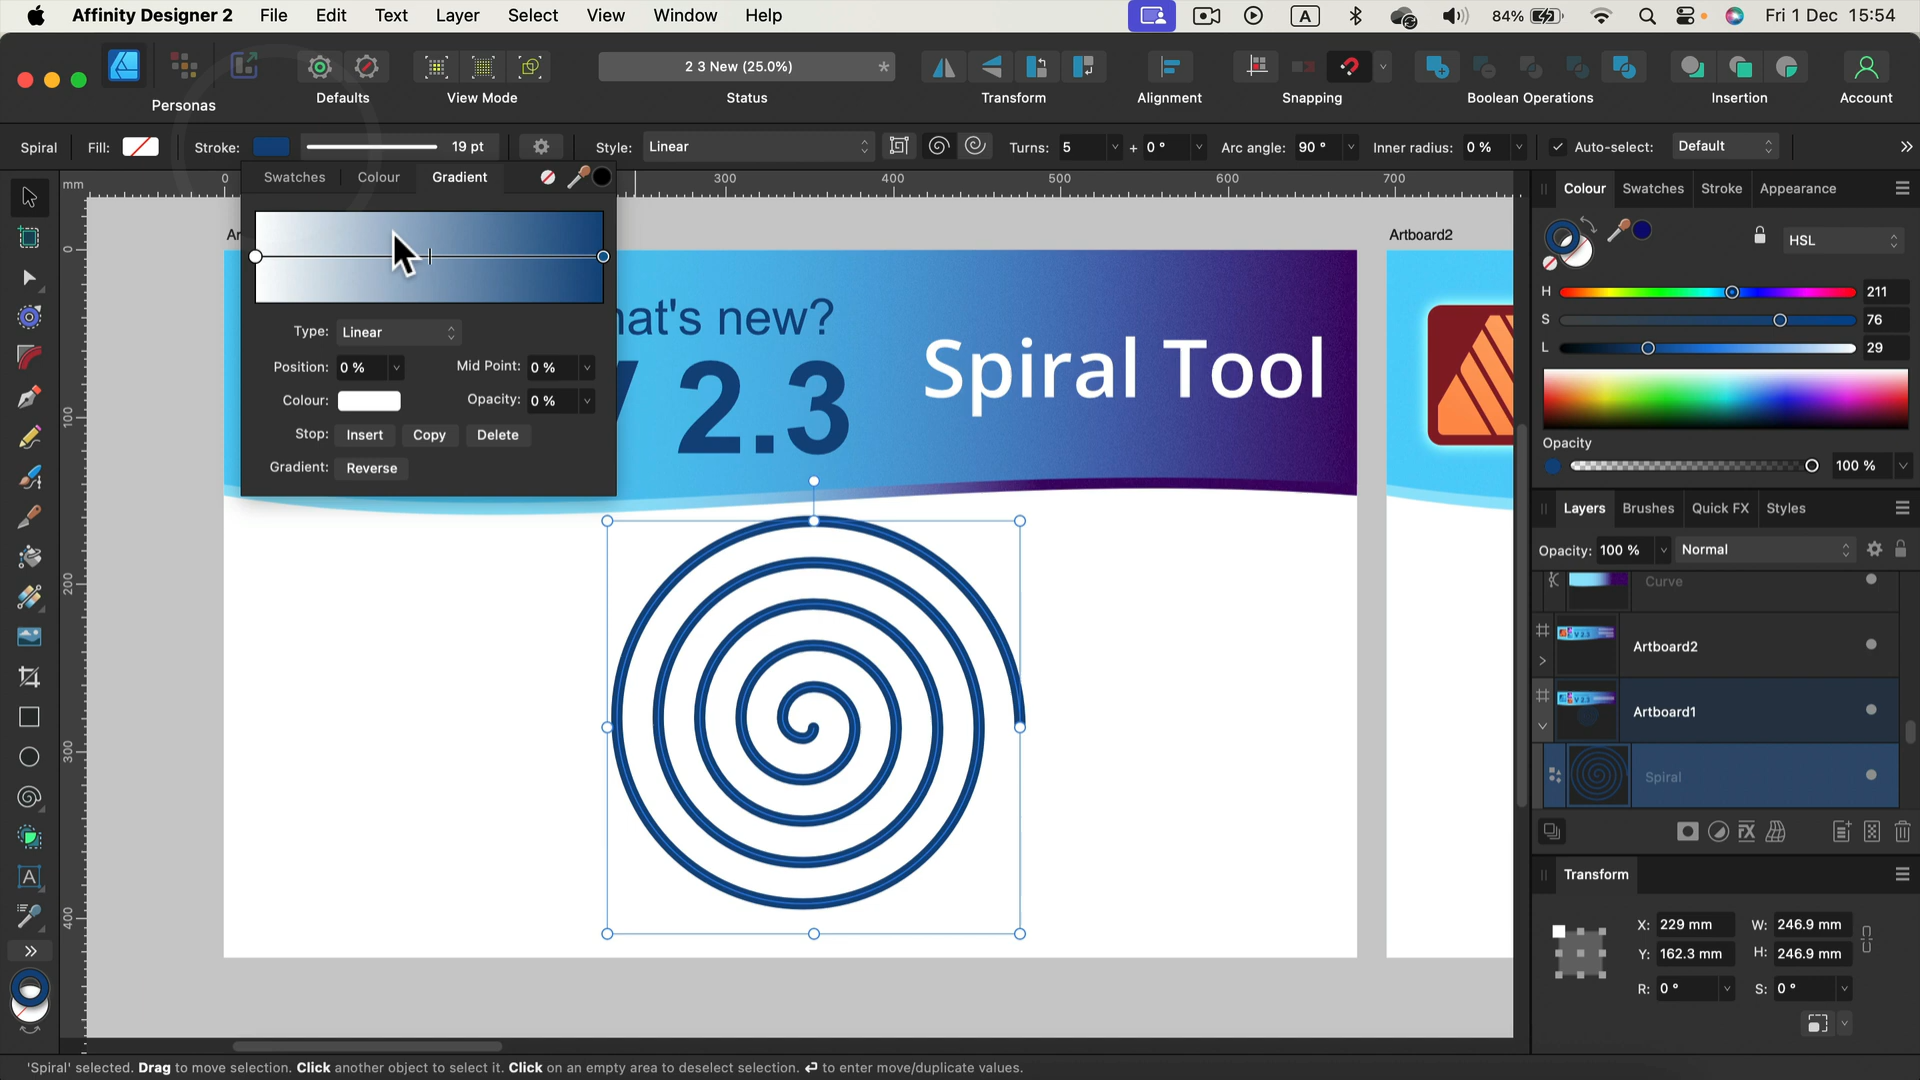 Affinity Designer 2 File Edit Text Layer Select View Window Help
84% Fri 1 Dec 15:54
2 3 New (25.0%) *
Personas Defaults View Mode Status Transform Alignment Snapping Boolean Operations Insertion Account
Spiral Fill: Stroke: 19 pt Style: Linear Turns: 5 + 0 ° Arc angle: 90 ° Inner radius: 0 % Auto-select: Default
mm 0 300 400 500 600 700
0
100
200
300
400
Swatches Colour Gradient
Type: Linear
Position: 0 % Mid Point: 0 %
Colour: Opacity: 0 %
Stop: Insert Copy Delete
Gradient: Reverse
Ar
Artboard2
hat's new?
V 2.3
Spiral Tool
Colour Swatches Stroke Appearance
HSL
H 211
S 76
L 29
Opacity
100 %
Layers Brushes Quick FX Styles
Opacity: 100 % Normal
Curve
Artboard2
Artboard1
Spiral
Transform
X: 229 mm W: 246.9 mm
Y: 162.3 mm H: 246.9 mm
R: 0 ° S: 0 °
'Spiral' selected. Drag to move selection. Click another object to select it. Click on an empty area to deselect selection. ↵ to enter move/duplicate values.